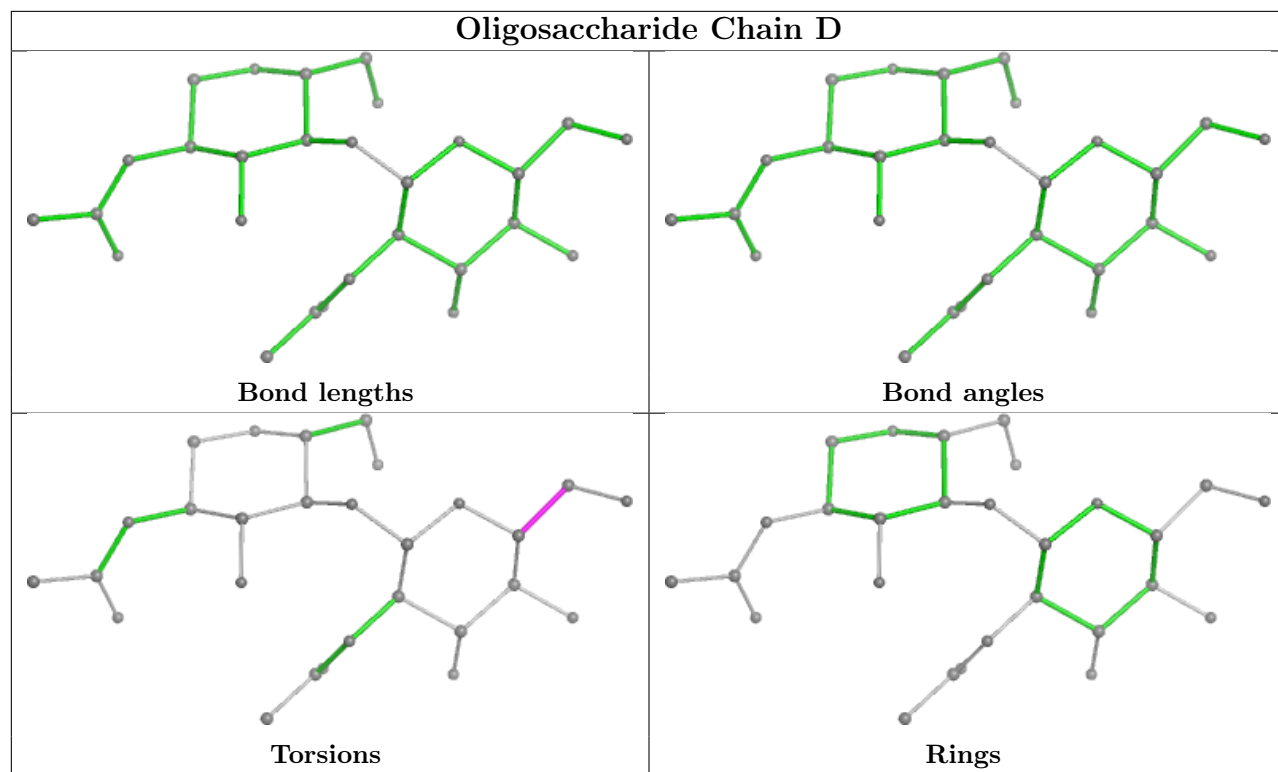 Oligosaccharide Chain D
Bond lengths
Bond angles
Torsions
Rings